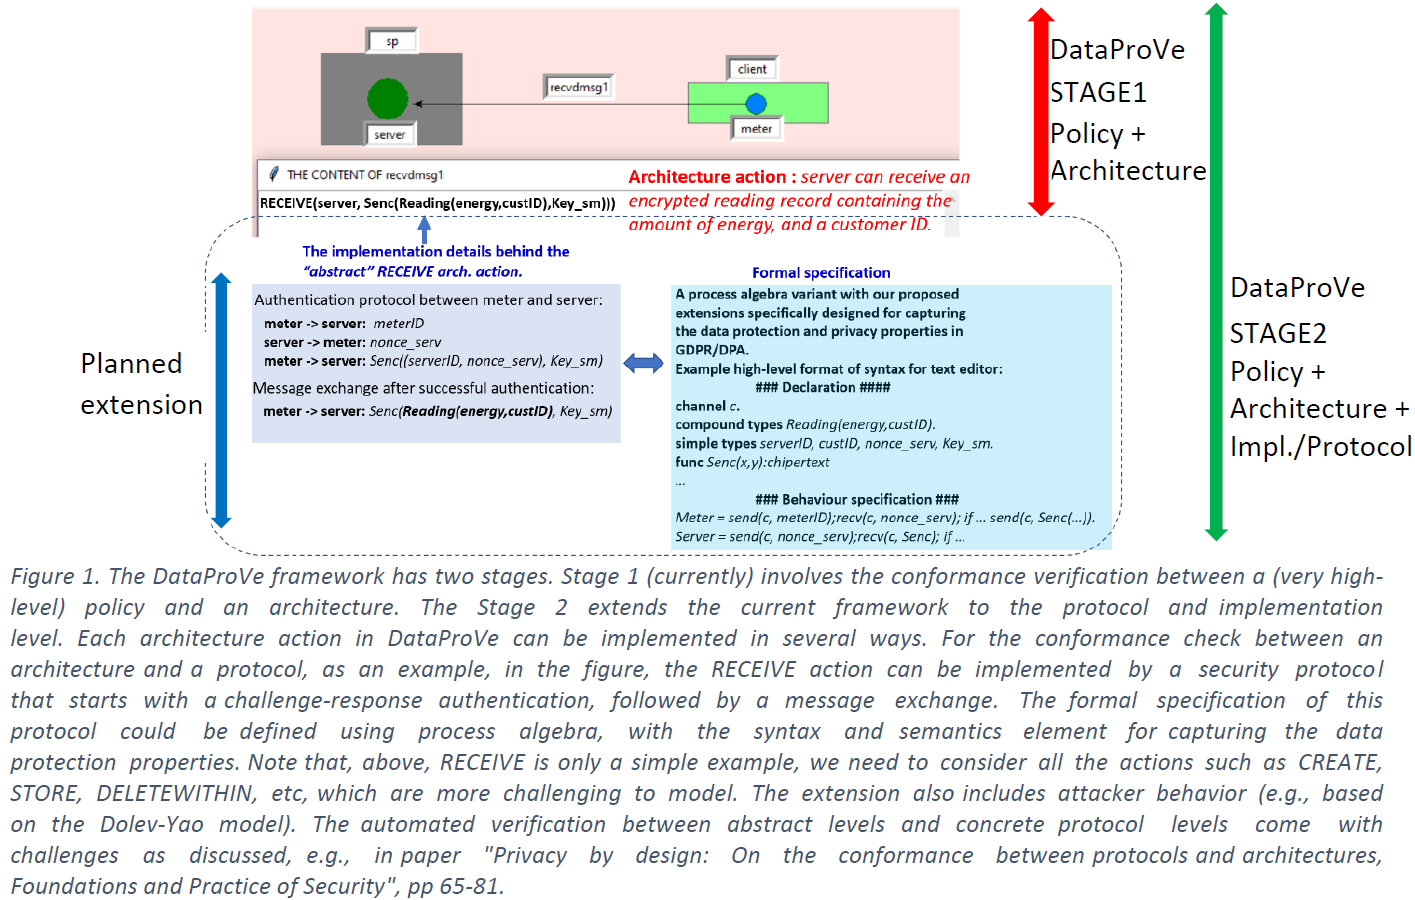 sp
client
recvdmsg1
server
meter
THE CONTENT OF recvdmsg1
RECEIVE(server, Senc(Reading(energy,custID),Key_sm)))
Architecture action : server can receive an
encrypted reading record containing the
amount of energy, and a customer ID.
DataProVe
STAGE1
Policy +
Architecture
The implementation details behind the
“abstract” RECEIVE arch. action.
Authentication protocol between meter and server:
meter -> server: meterID
server -> meter: nonce_serv
meter -> server: Senc((serverID, nonce_serv), Key_sm)
Message exchange after successful authentication:
meter -> server: Senc(Reading(energy,custID), Key_sm)
Planned
extension
Formal specification
A process algebra variant with our proposed
extensions specifically designed for capturing
the data protection and privacy properties in
GDPR/DPA.
Example high-level format of syntax for text editor:
### Declaration ####
channel c.
compound types Reading(energy,custID).
simple types serverID, custID, nonce_serv, Key_sm.
func Senc(x,y):chipertext
...
### Behaviour specification ###
Meter = send(c, meterID);recv(c, nonce_serv); if ... send(c, Senc(...)).
Server = send(c, nonce_serv);recv(c, Senc); if ...
DataProVe
STAGE2
Policy +
Architecture +
Impl./Protocol
Figure 1. The DataProVe framework has two stages. Stage 1 (currently) involves the conformance verification between a (very high-
level) policy and an architecture. The Stage 2 extends the current framework to the protocol and implementation
level. Each architecture action in DataProVe can be implemented in several ways. For the conformance check between an
architecture and a protocol, as an example, in the figure, the RECEIVE action can be implemented by a security protocol
that starts with a challenge-response authentication, followed by a message exchange. The formal specification of this
protocol could be defined using process algebra, with the syntax and semantics element for capturing the data
protection properties. Note that, above, RECEIVE is only a simple example, we need to consider all the actions such as CREATE,
STORE, DELETEWITHIN, etc, which are more challenging to model. The extension also includes attacker behavior (e.g., based
on the Dolev-Yao model). The automated verification between abstract levels and concrete protocol levels come with
challenges as discussed, e.g., in paper "Privacy by design: On the conformance between protocols and architectures,
Foundations and Practice of Security", pp 65-81.